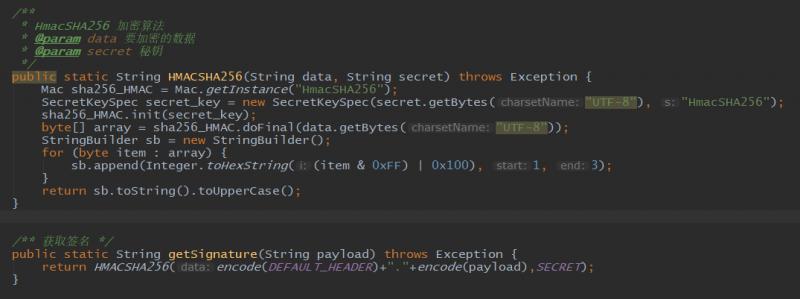 /**
 * HmacSHA256 加密算法
 * @param data 要加密的数据
 * @param secret 秘钥
 */
public static String HMACSHA256(String data, String secret) throws Exception {
    Mac sha256_HMAC = Mac.getInstance("HmacSHA256");
    SecretKeySpec secret_key = new SecretKeySpec(secret.getBytes( charsetName: "UTF-8"), s: "HmacSHA256");
    sha256_HMAC.init(secret_key);
    byte[] array = sha256_HMAC.doFinal(data.getBytes( charsetName: "UTF-8"));
    StringBuilder sb = new StringBuilder();
    for (byte item : array) {
        sb.append(Integer.toHexString( i: (item & 0xFF) | 0x100), start: 1, end: 3);
    }
    return sb.toString().toUpperCase();
}
/** 获取签名 */
public static String getSignature(String payload) throws Exception {
    return HMACSHA256( data: encode(DEFAULT_HEADER)+"."+encode(payload),SECRET);
}